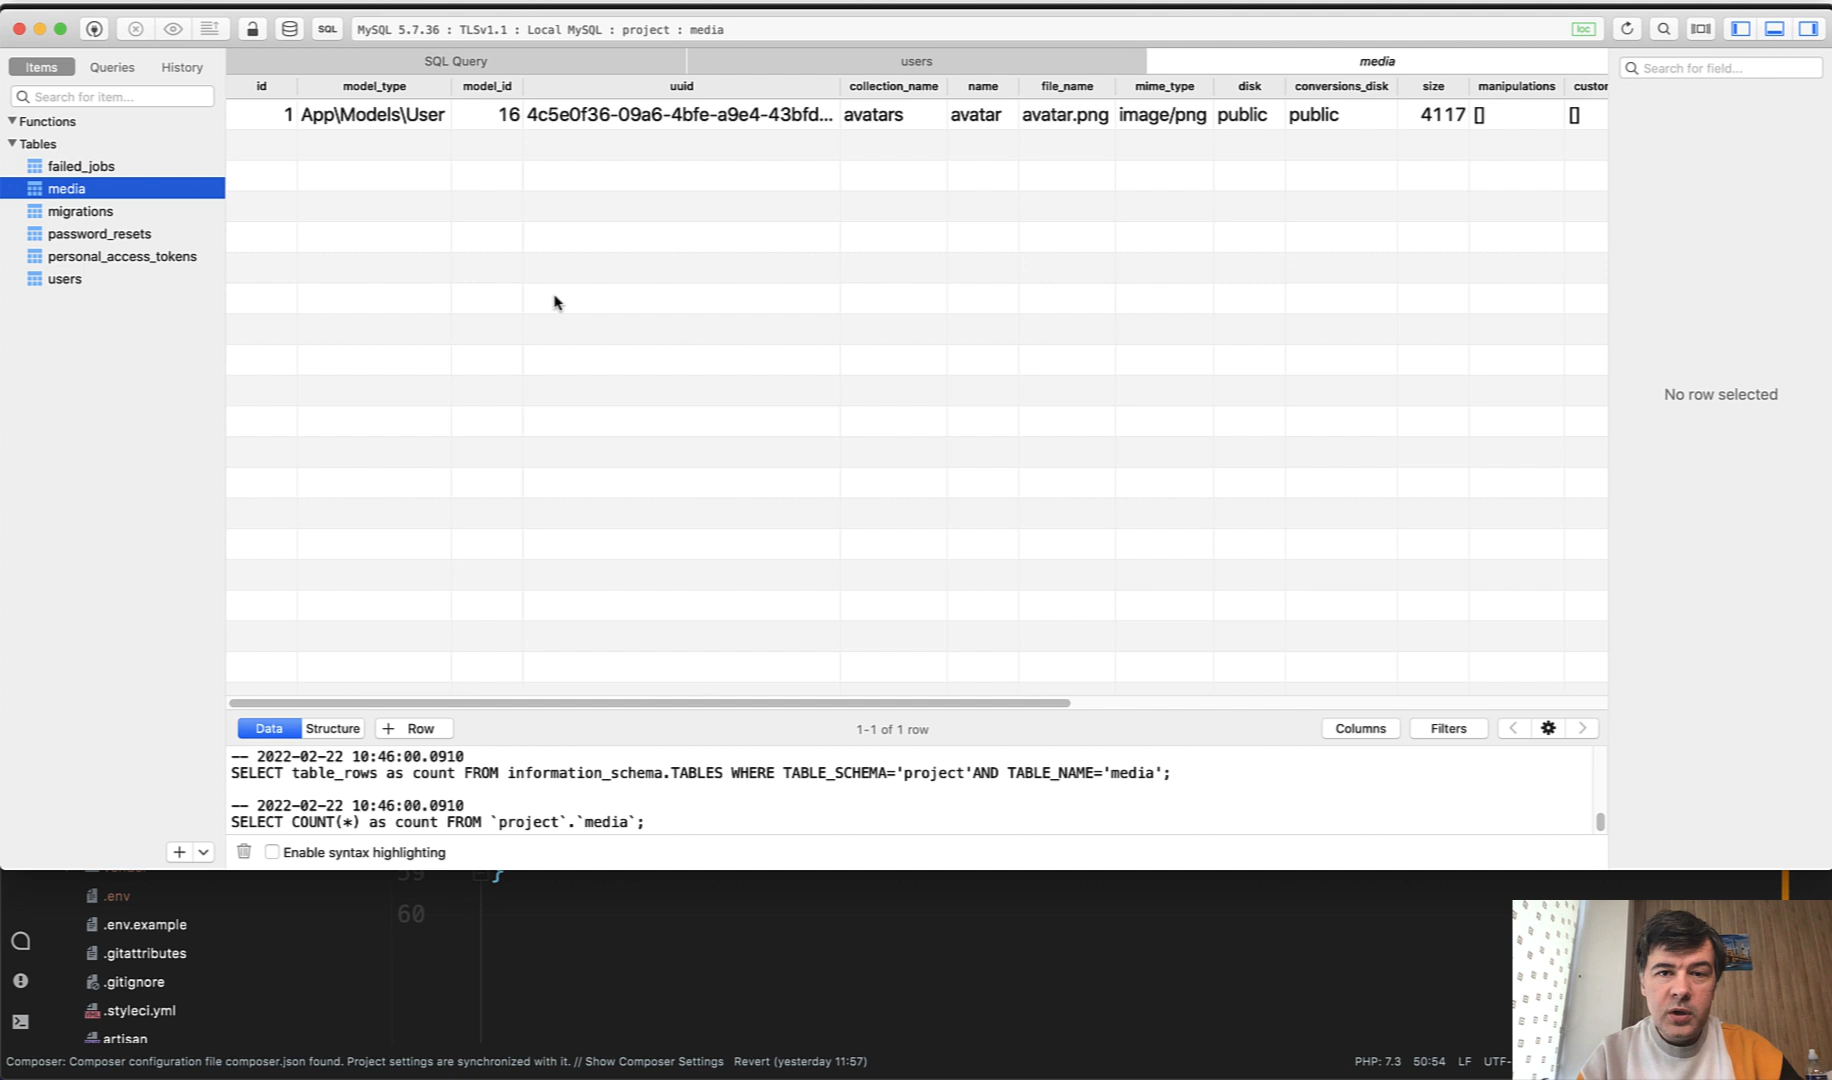 SQL
MySQL 5.7.36 : TLSv1.1 : Local MySQL : project : media
loc
Items
Queries
History
Search for item...
Functions
Tables
failed_jobs
media
migrations
password_resets
personal_access_tokens
users
SQL Query
users
media
id
model_type
model_id
uuid
collection_name
name
file_name
mime_type
disk
conversions_disk
size
manipulations
custor
1
App\Models\User
16
4c5e0f36-09a6-4bfe-a9e4-43bfd...
avatars
avatar
avatar.png
image/png
public
public
4117
[]
[]
Search for field...
No row selected
Data
Structure
+ Row
1-1 of 1 row
Columns
Filters
-- 2022-02-22 10:46:00.0910
SELECT table_rows as count FROM information_schema.TABLES WHERE TABLE_SCHEMA='project'AND TABLE_NAME='media';
-- 2022-02-22 10:46:00.0910
SELECT COUNT(*) as count FROM `project`.`media`;
Enable syntax highlighting
59
}
60
.env
.env.example
.gitattributes
.gitignore
.styleci.yml
artisan
Composer: Composer configuration file composer.json found. Project settings are synchronized with it. // Show Composer Settings Revert (yesterday 11:57)
PHP: 7.3
50:54
LF
UTF-